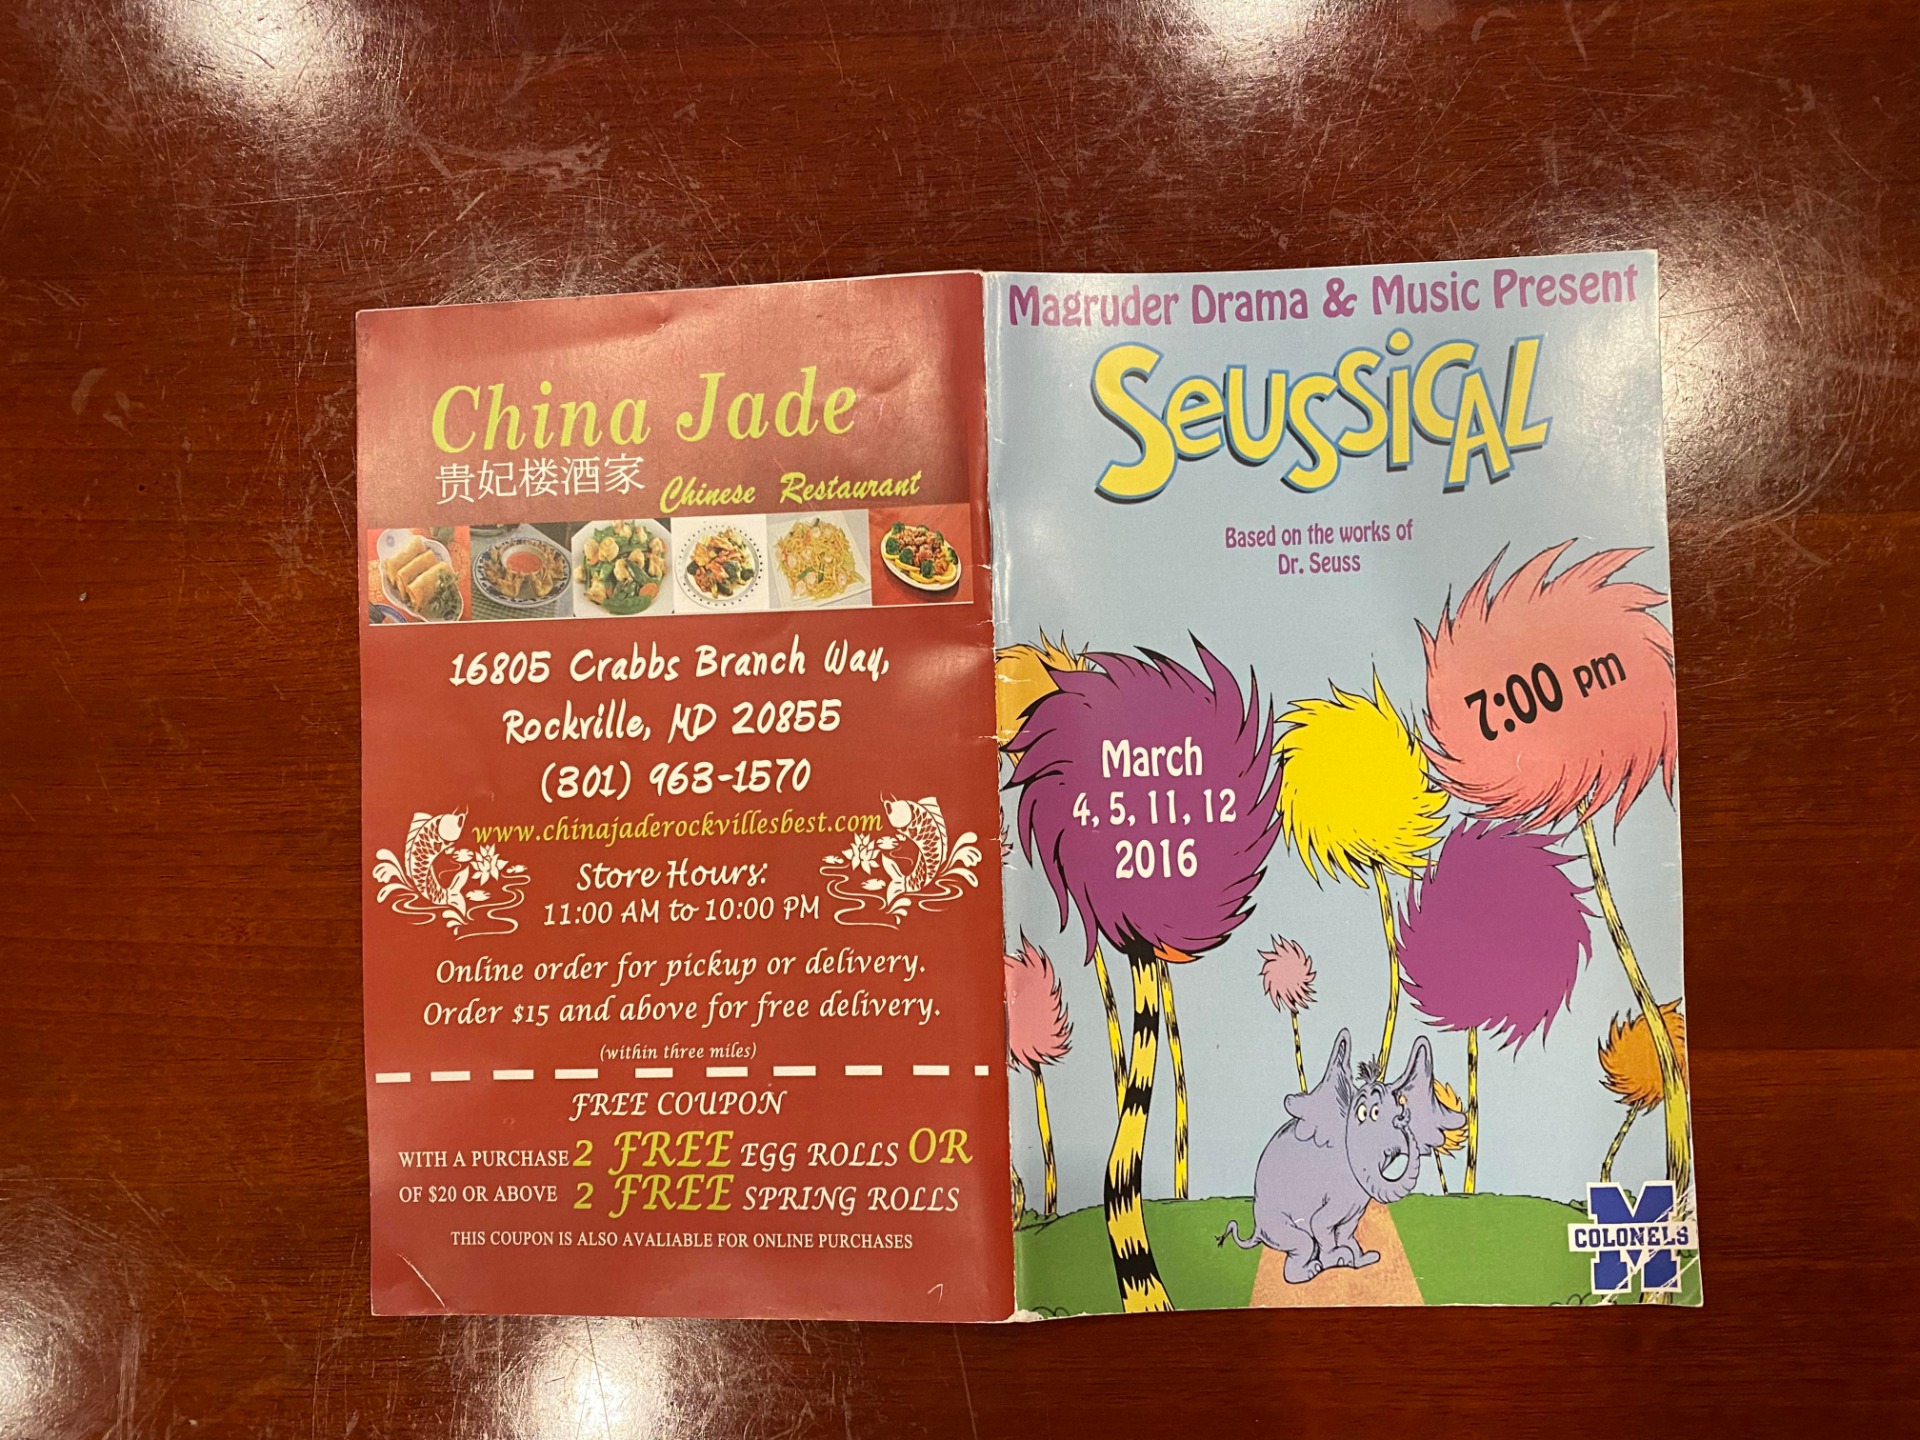 China Jade
贵妃楼酒家 Chinese Restaurant
16805 Crabbs Branch Way,
Rockville, MD 20855
(301) 963-1570
www.chinajaderockvillesbest.com
Store Hours:
11:00 AM to 10:00 PM
Online order for pickup or delivery.
Order $15 and above for free delivery.
(within three miles)
FREE COUPON
WITH A PURCHASE 2 FREE EGG ROLLS OR
OF $20 OR ABOVE 2 FREE SPRING ROLLS
THIS COUPON IS ALSO AVALIABLE FOR ONLINE PURCHASES
Magruder Drama & Music Present
SEUSSICAL
Based on the works of
Dr. Seuss
7:00 pm
March
4, 5, 11, 12
2016
M
COLONELS